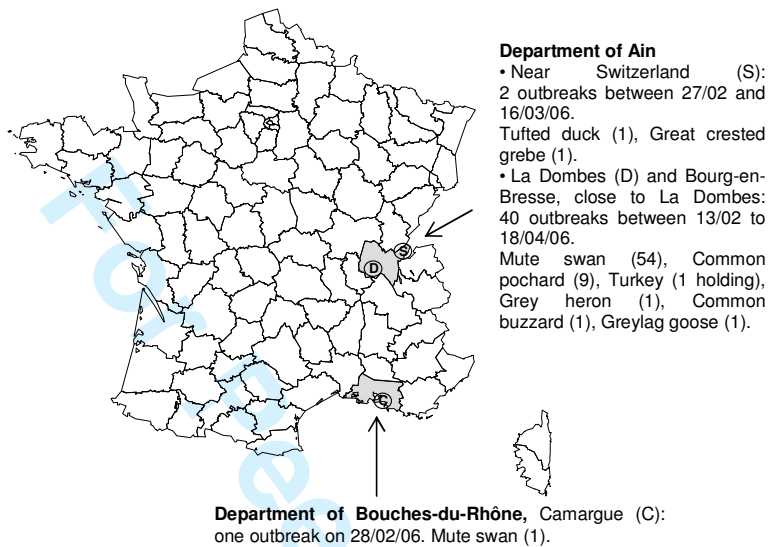 Department of Ain
• Near Switzerland (S):
2 outbreaks between 27/02 and
16/03/06.
Tufted duck (1), Great crested
grebe (1).
• La Dombes (D) and Bourg-en-
Bresse, close to La Dombes:
40 outbreaks between 13/02 to
18/04/06.
Mute swan (54), Common
pochard (9), Turkey (1 holding),
Grey heron (1), Common
buzzard (1), Greylag goose (1).
S
D
C
For Pee
Department of Bouches-du-Rhône, Camargue (C):
one outbreak on 28/02/06. Mute swan (1).